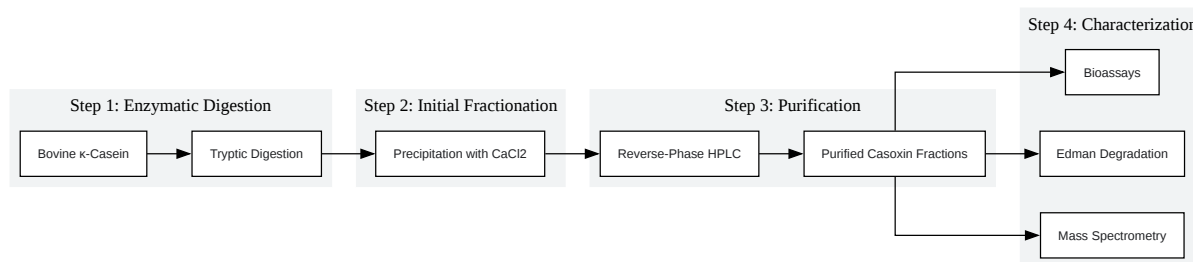 Step 4: Characterization
Bioassays
Step 1: Enzymatic Digestion
Step 2: Initial Fractionation
Step 3: Purification
Bovine κ-Casein
Tryptic Digestion
Precipitation with CaCl2
Reverse-Phase HPLC
Purified Casoxin Fractions
Edman Degradation
Mass Spectrometry